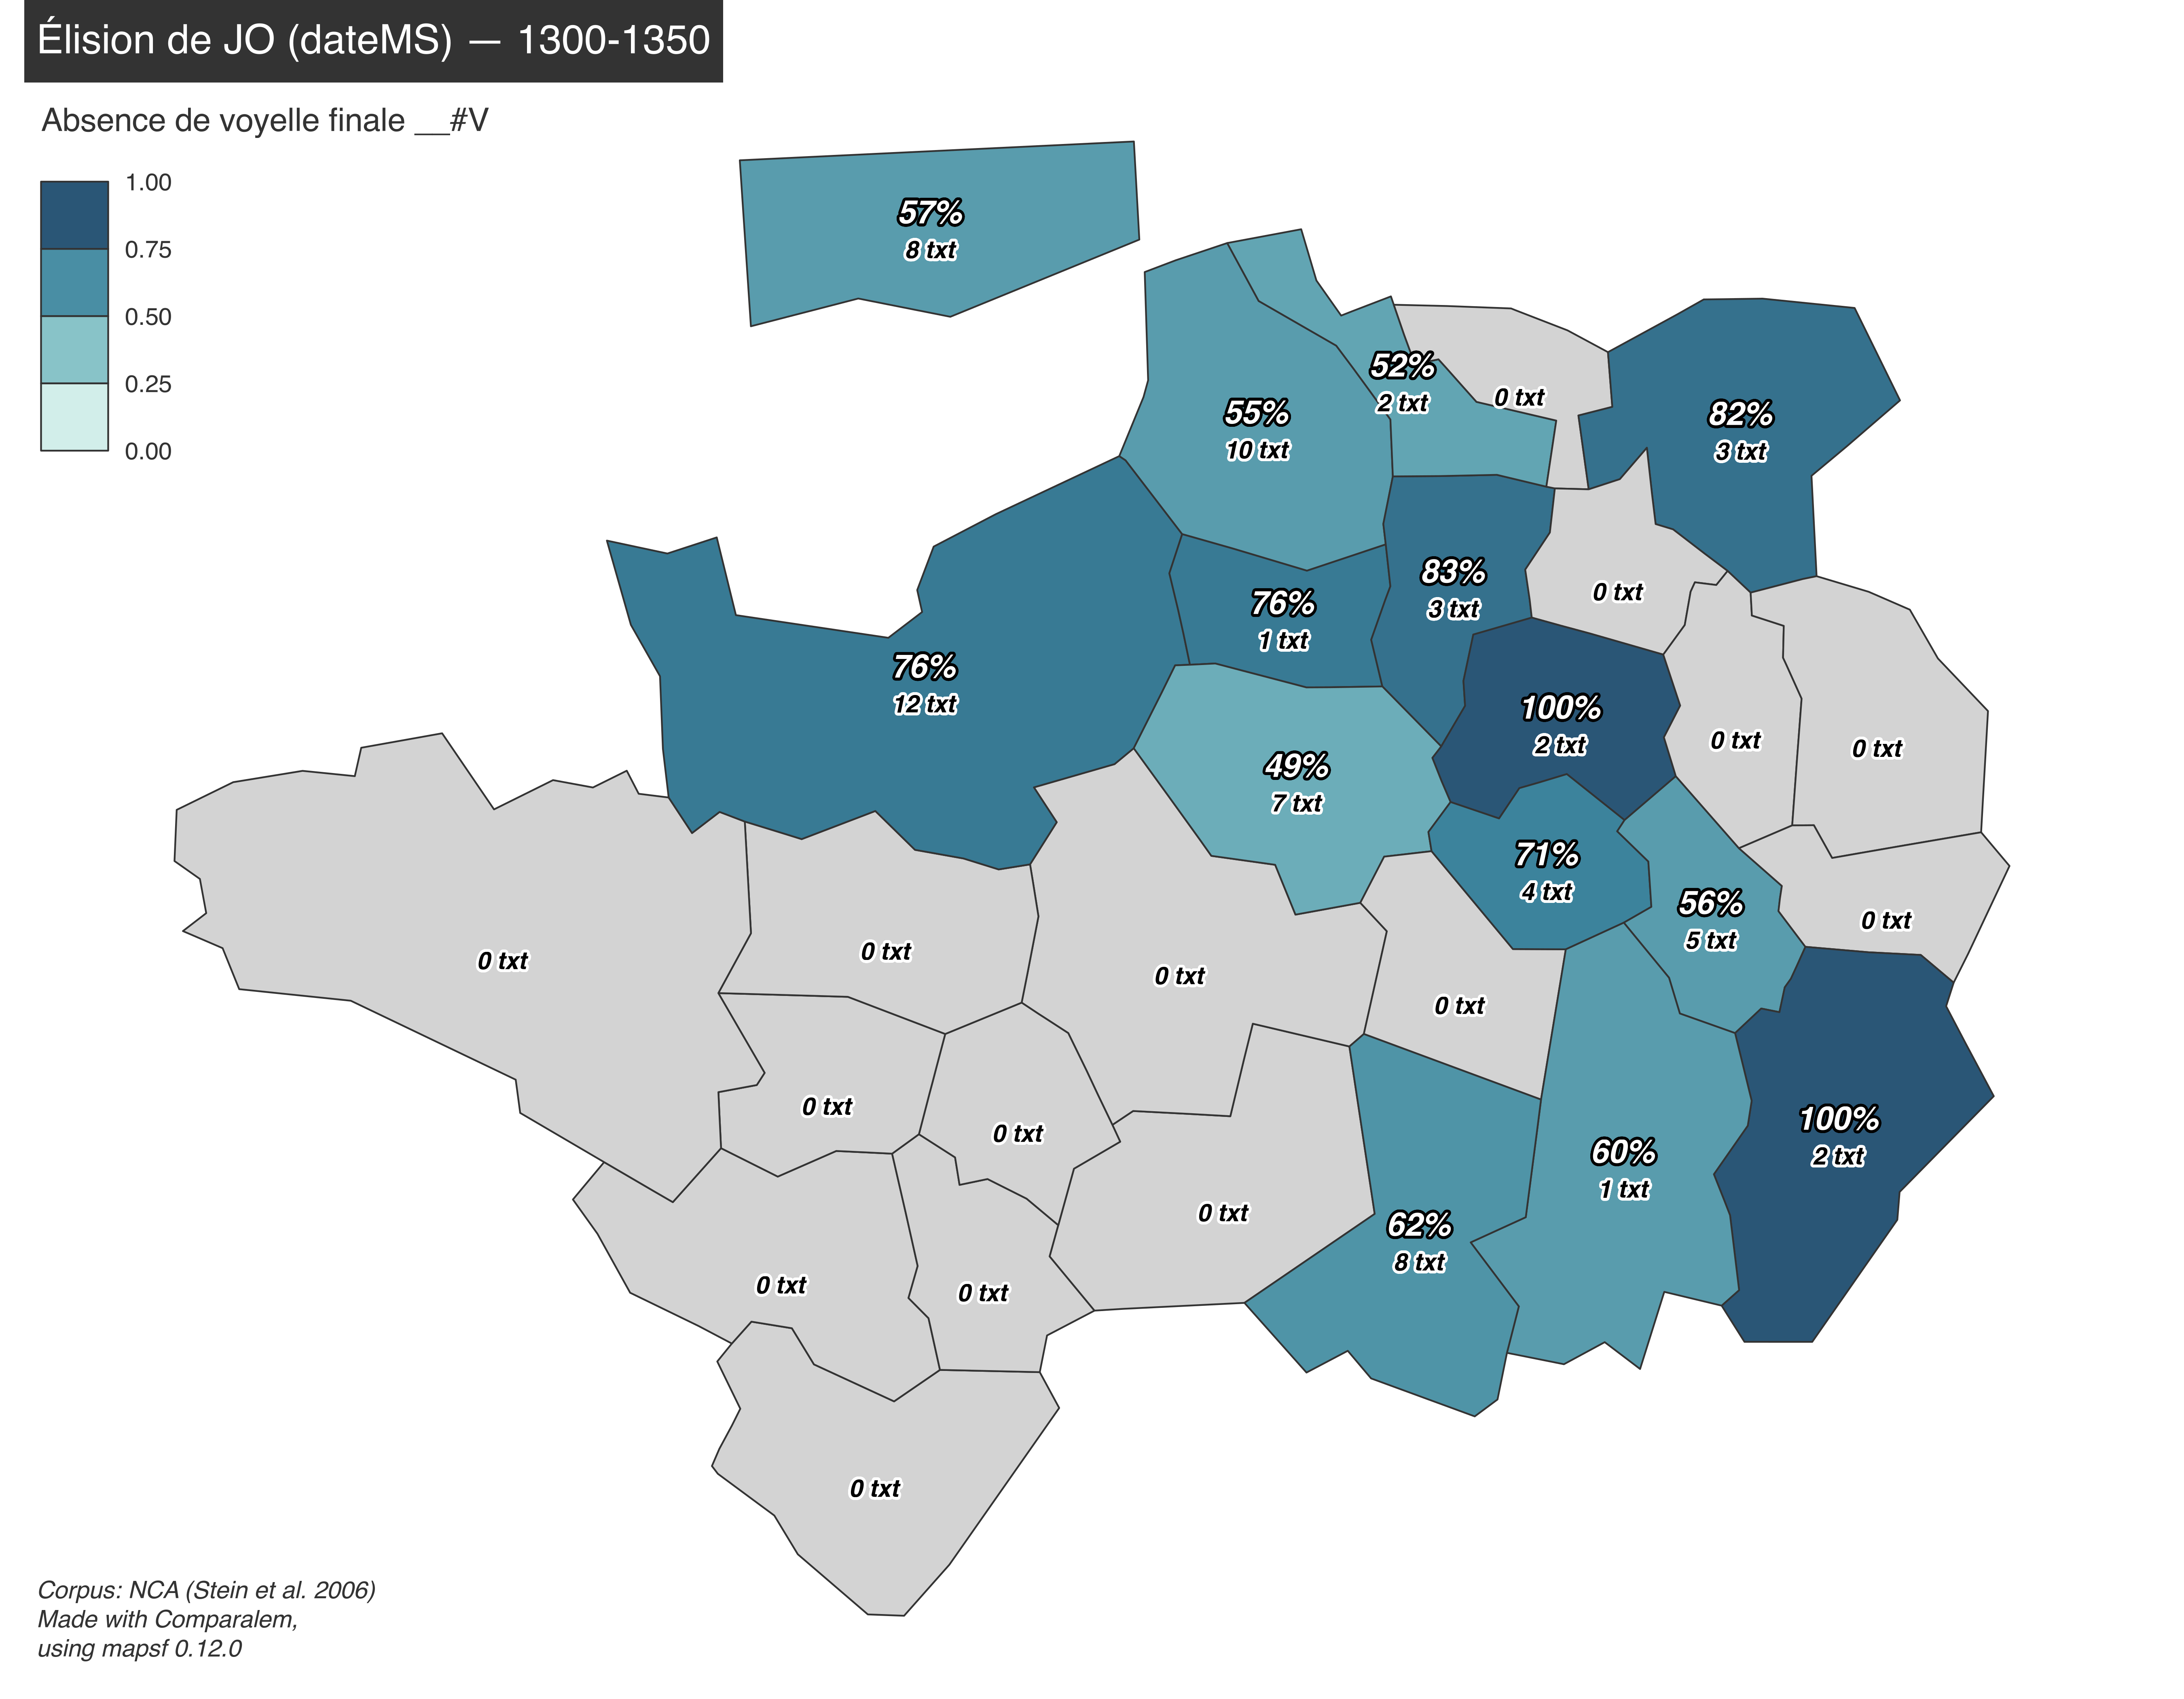 Élision de JO (dateMS) — 1300-1350
Absence de voyelle finale __#V
1.00
0.75
0.50
0.25
0.00
57%
8 txt
52%
2 txt
0 txt
55%
10 txt
82%
3 txt
83%
3 txt
0 txt
76%
1 txt
76%
12 txt
100%
2 txt
0 txt
0 txt
49%
7 txt
71%
4 txt
56%
5 txt
0 txt
0 txt
0 txt
0 txt
0 txt
0 txt
0 txt
100%
2 txt
60%
1 txt
0 txt
62%
8 txt
0 txt
0 txt
0 txt
Corpus: NCA (Stein et al. 2006)
Made with Comparalem,
using mapsf 0.12.0